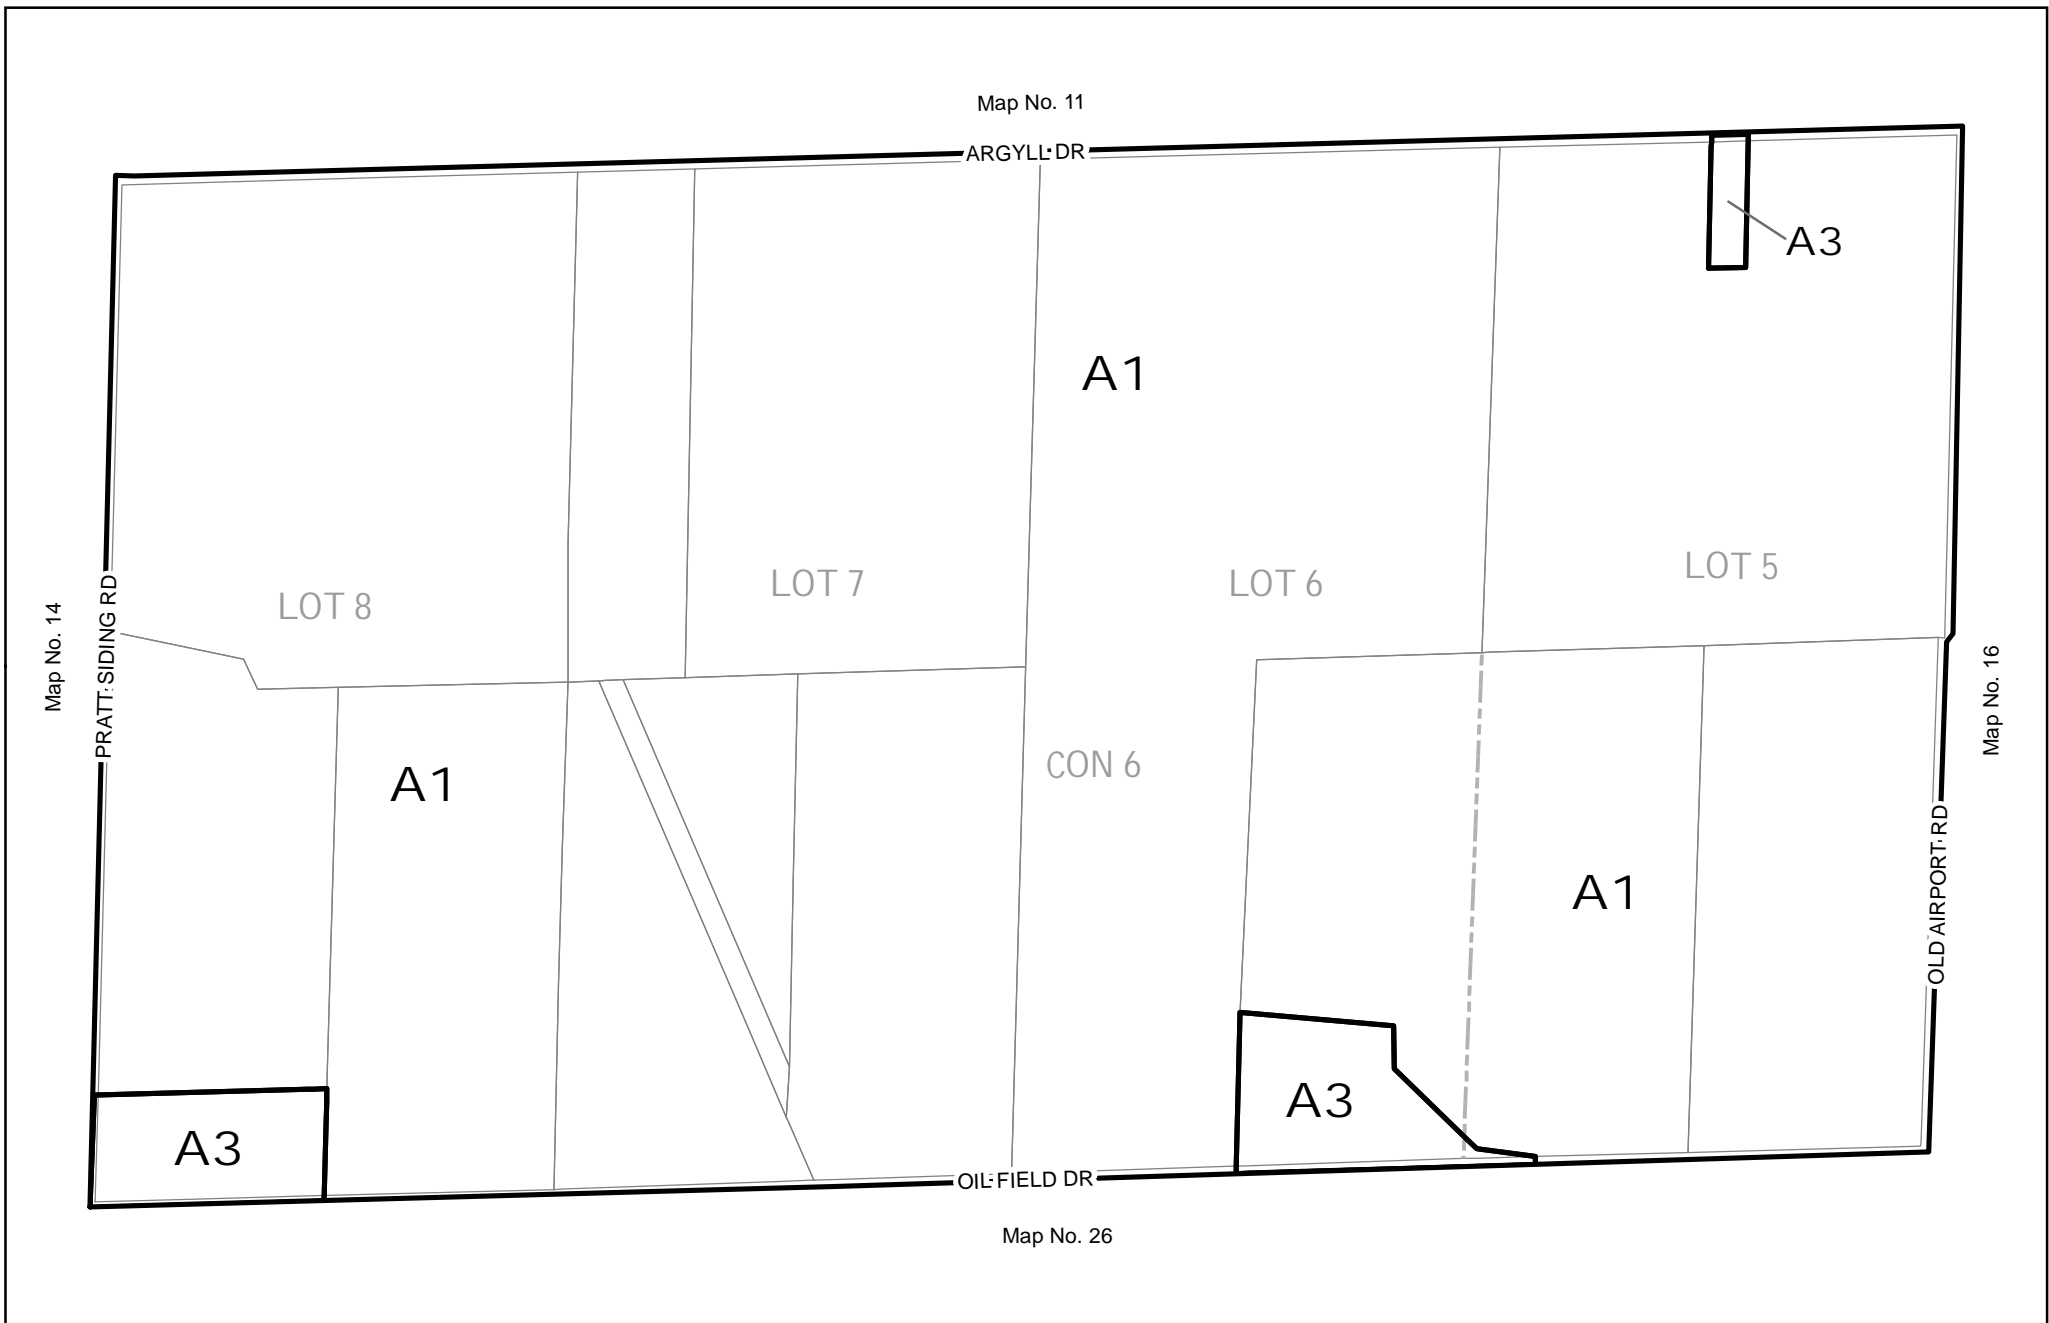 Map No. 11
ARGYLL DR
A3
A1
LOT 5
LOT 7
LOT 6
LOT 8
Map No. 14
PRATT SIDING RD
Map No. 16
CON 6
A1
A1
OLD AIRPORT RD
A3
A3
OIL FIELD DR
Map No. 26